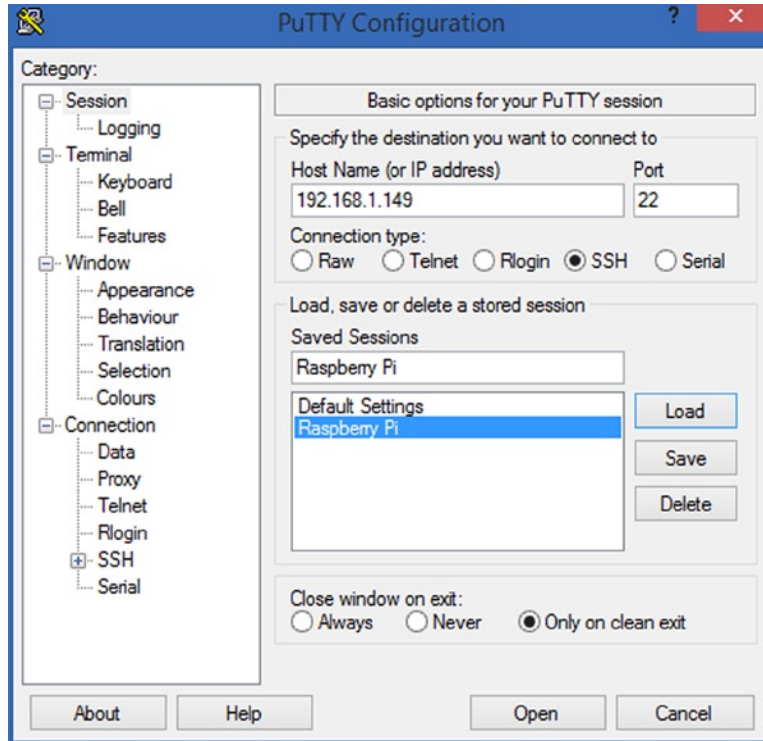 PuTTY Configuration
? ×
Category:
Session
Logging
Terminal
Keyboard
Bell
Features
Window
Appearance
Behaviour
Translation
Selection
Colours
Connection
Data
Proxy
Telnet
Rlogin
SSH
Serial
Basic options for your PuTTY session
Specify the destination you want to connect to
Host Name (or IP address) Port
192.168.1.149 22
Connection type:
Raw Telnet Rlogin SSH Serial
Load, save or delete a stored session
Saved Sessions
Raspberry Pi
Default Settings
Raspberry Pi
Load
Save
Delete
Close window on exit:
Always Never Only on clean exit
About Help Open Cancel